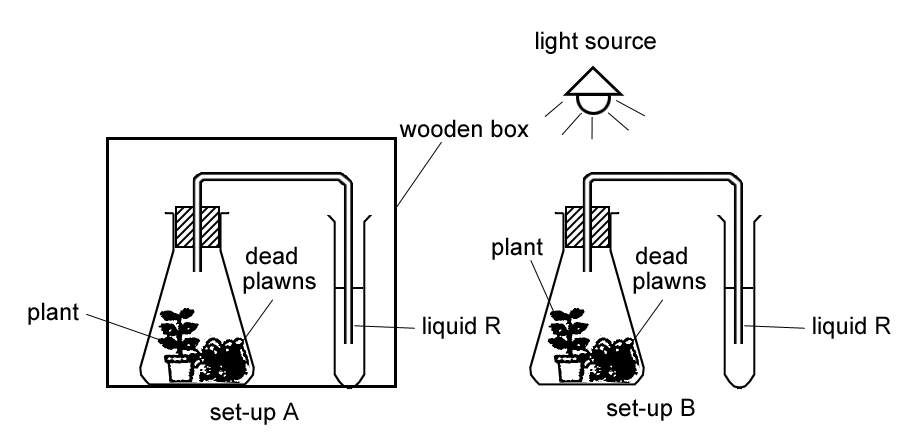 light source
wooden box
dead
plawns
plant
liquid R
set-up A
plant
dead
plawns
liquid R
set-up B